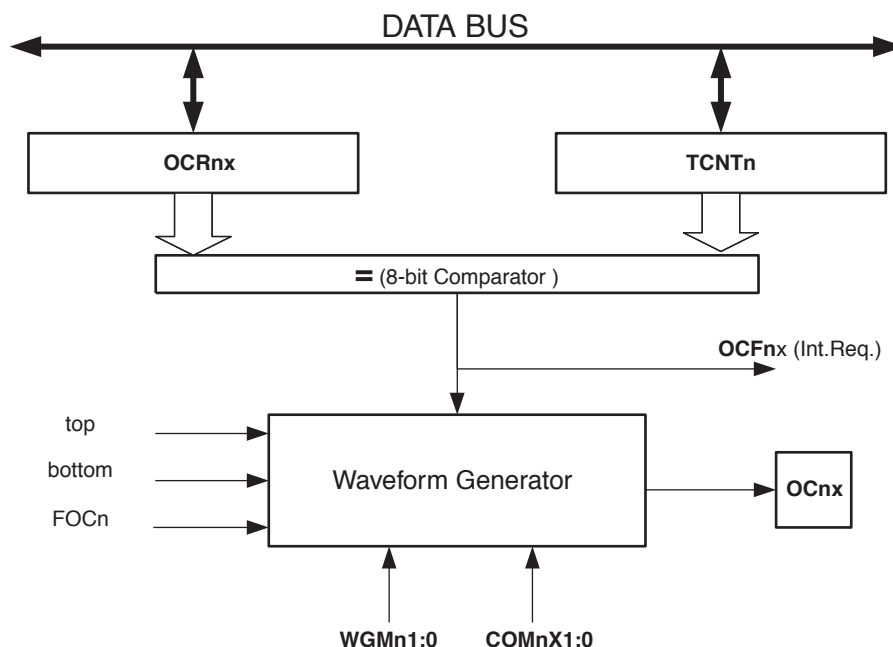 DATA BUS
OCRnx
TCNTn
= (8-bit Comparator )
OCFnx (Int.Req.)
top
bottom
FOCn
Waveform Generator
OCnx
WGMn1:0
COMnX1:0